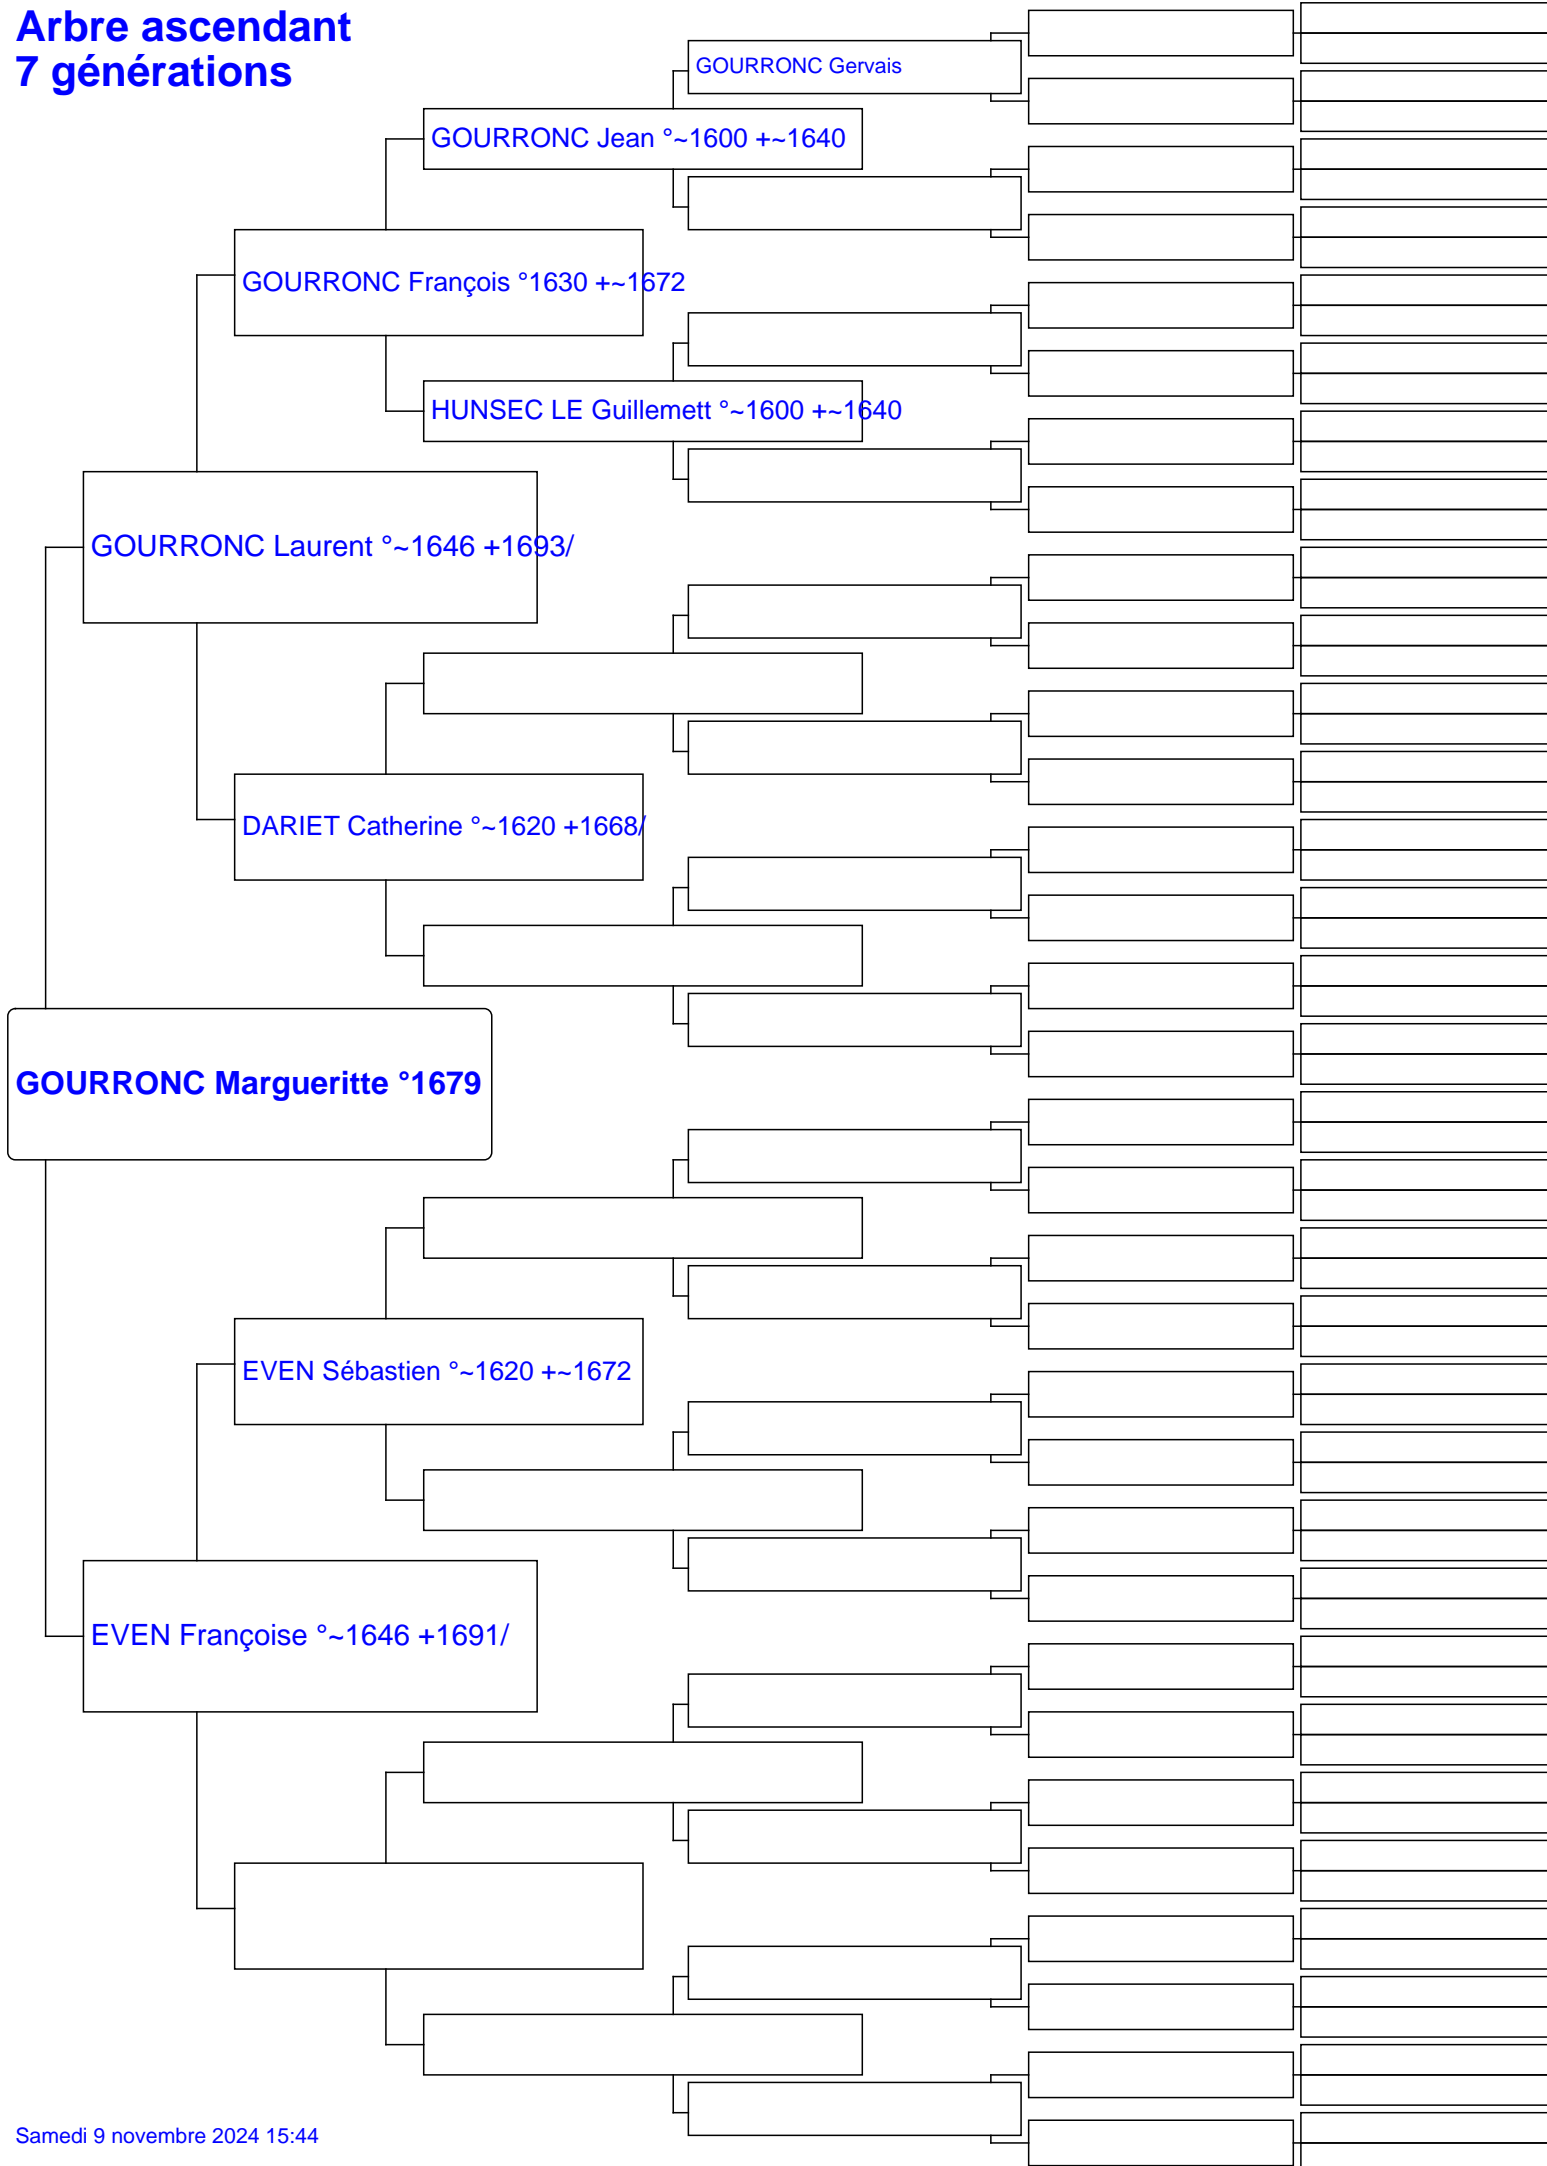 Arbre ascendant
7 générations
GOURRONC Gervais
GOURRONC Jean °~1600 +~1640
GOURRONC François °1630 +~1672
HUNSEC LE Guillemett °~1600 +~1640
GOURRONC Laurent °~1646 +1693/
DARIET Catherine °~1620 +1668/
GOURRONC Margueritte °1679
EVEN Sébastien °~1620 +~1672
EVEN Françoise °~1646 +1691/
Samedi 9 novembre 2024 15:44